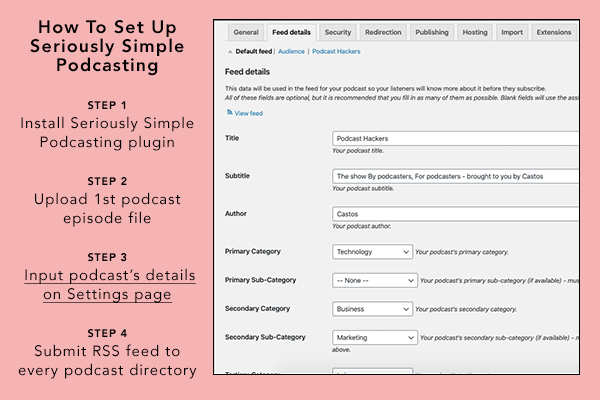 How To Set Up
Seriously Simple
Podcasting
STEP 1
Install Seriously Simple
Podcasting plugin
STEP 2
Upload 1st podcast
episode file
STEP 3
Input podcast's details
on Settings page
STEP 4
Submit RSS feed to
every podcast directory
General Feed details Security Redirection Publishing Hosting Import Extensions
Default feed | Audience | Podcast Hackers
Feed details
This data will be used in the feed for your podcast so your listeners will know more about it before they subscribe.
All of these fields are optional, but it is recommended that you fill in as many of them as possible. Blank fields will use the
View feed
Title Podcast Hackers
Your podcast title.
Subtitle The show By podcasters, For podcasters - brought to you by Castos
Your podcast subtitle.
Author Castos
Your podcast author.
Primary Category Technology Your podcast's primary category.
Primary Sub-Category -- None -- Your podcast's primary sub-category (if available) -
Secondary Category Business Your podcast's secondary category.
Secondary Sub-Category Marketing Your podcast's secondary sub-category (if available) -
above.